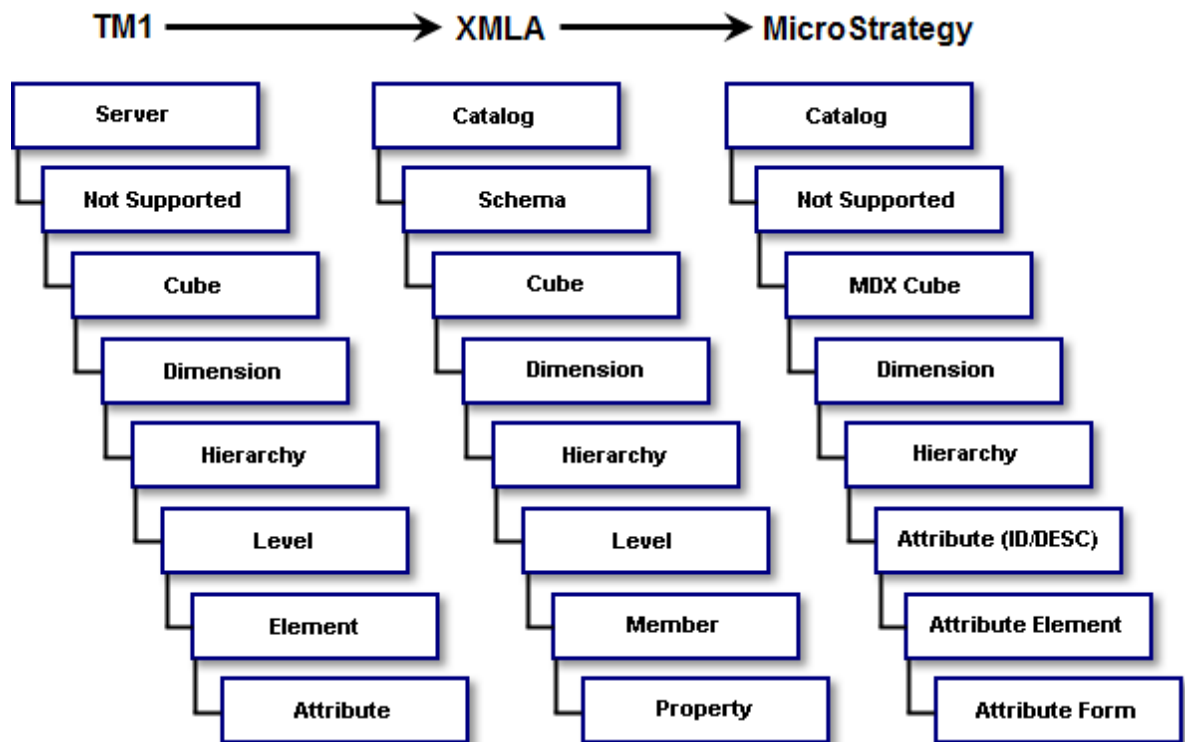 TM1 XMLA MicroStrategy
Server Catalog Catalog
Not Supported Schema Not Supported
Cube Cube MDX Cube
Dimension Dimension Dimension
Hierarchy Hierarchy Hierarchy
Level Level Attribute (ID/DESC)
Element Member Attribute Element
Attribute Property Attribute Form